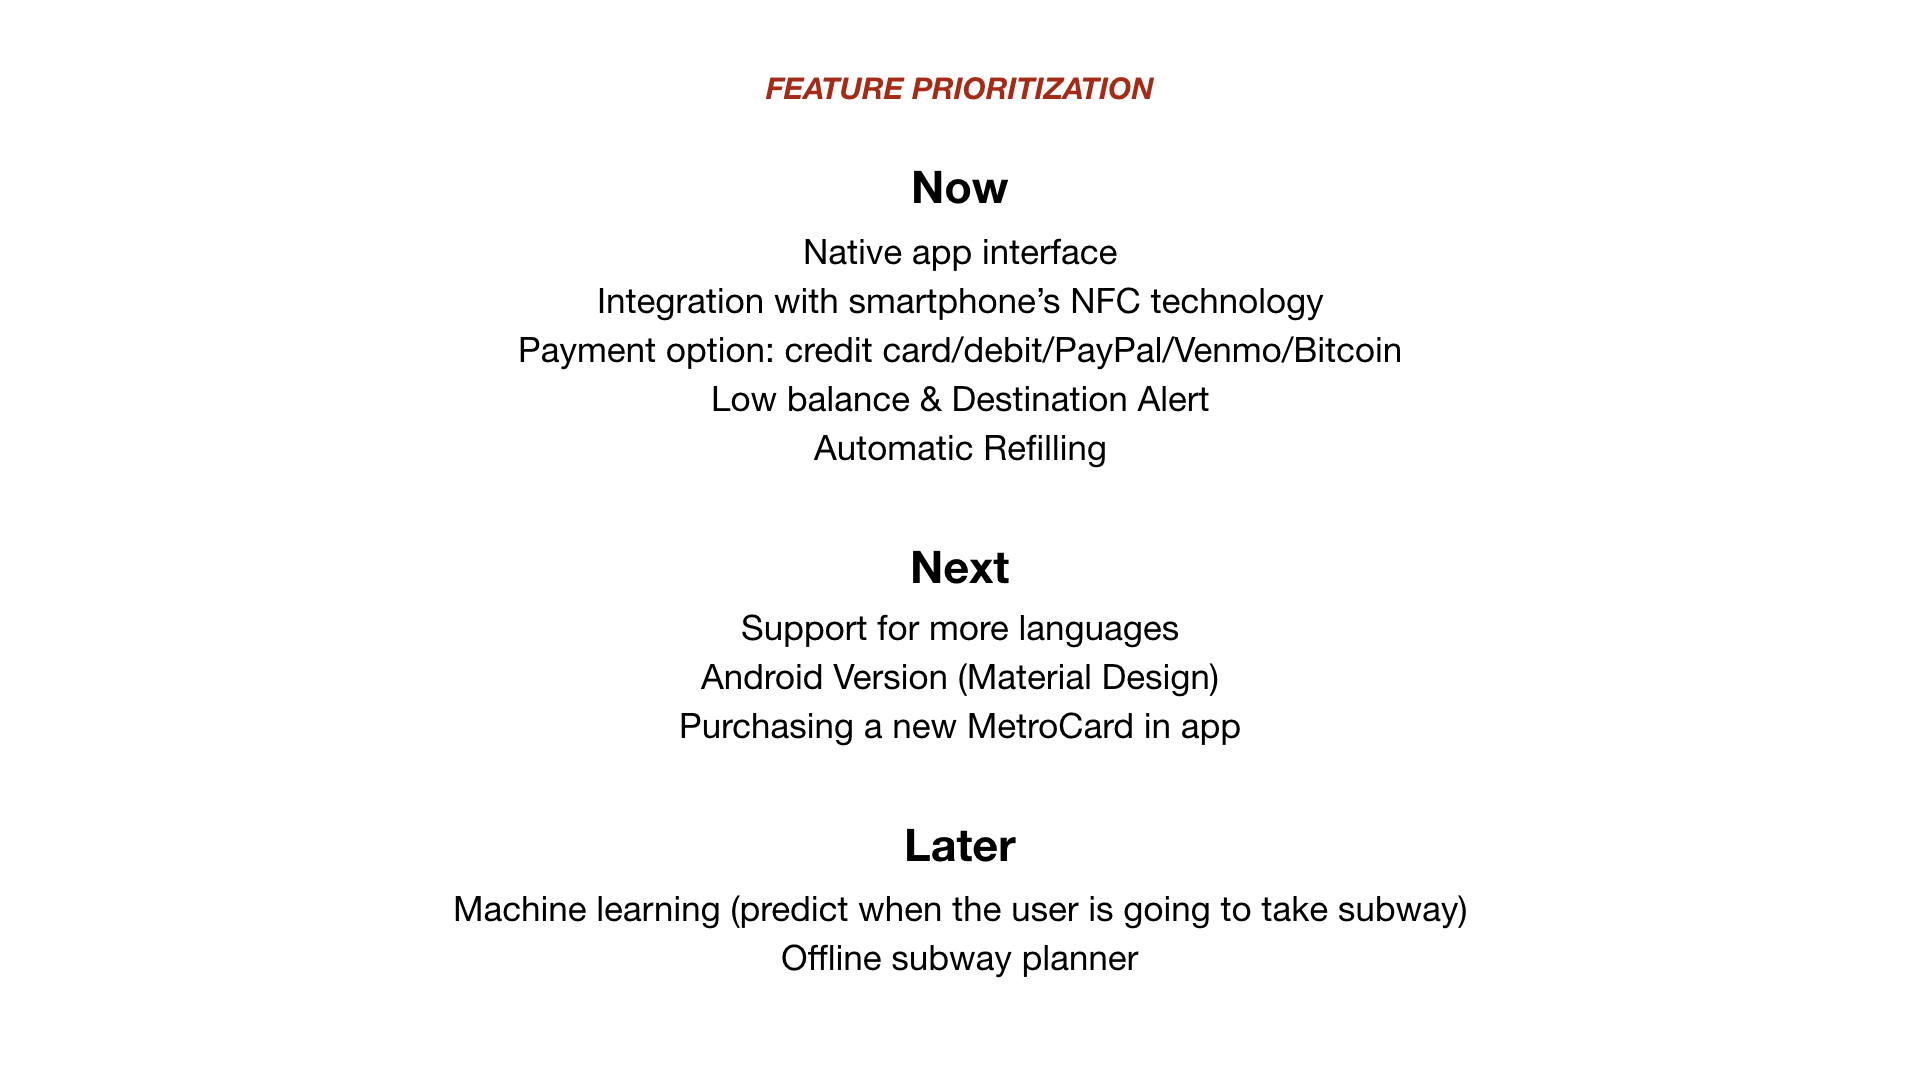 FEATURE PRIORITIZATION
Now
Native app interface
Integration with smartphone’s NFC technology
Payment option: credit card/debit/PayPal/Venmo/Bitcoin
Low balance & Destination Alert
Automatic Refilling
Next
Support for more languages
Android Version (Material Design)
Purchasing a new MetroCard in app
Later
Machine learning (predict when the user is going to take subway)
Offline subway planner